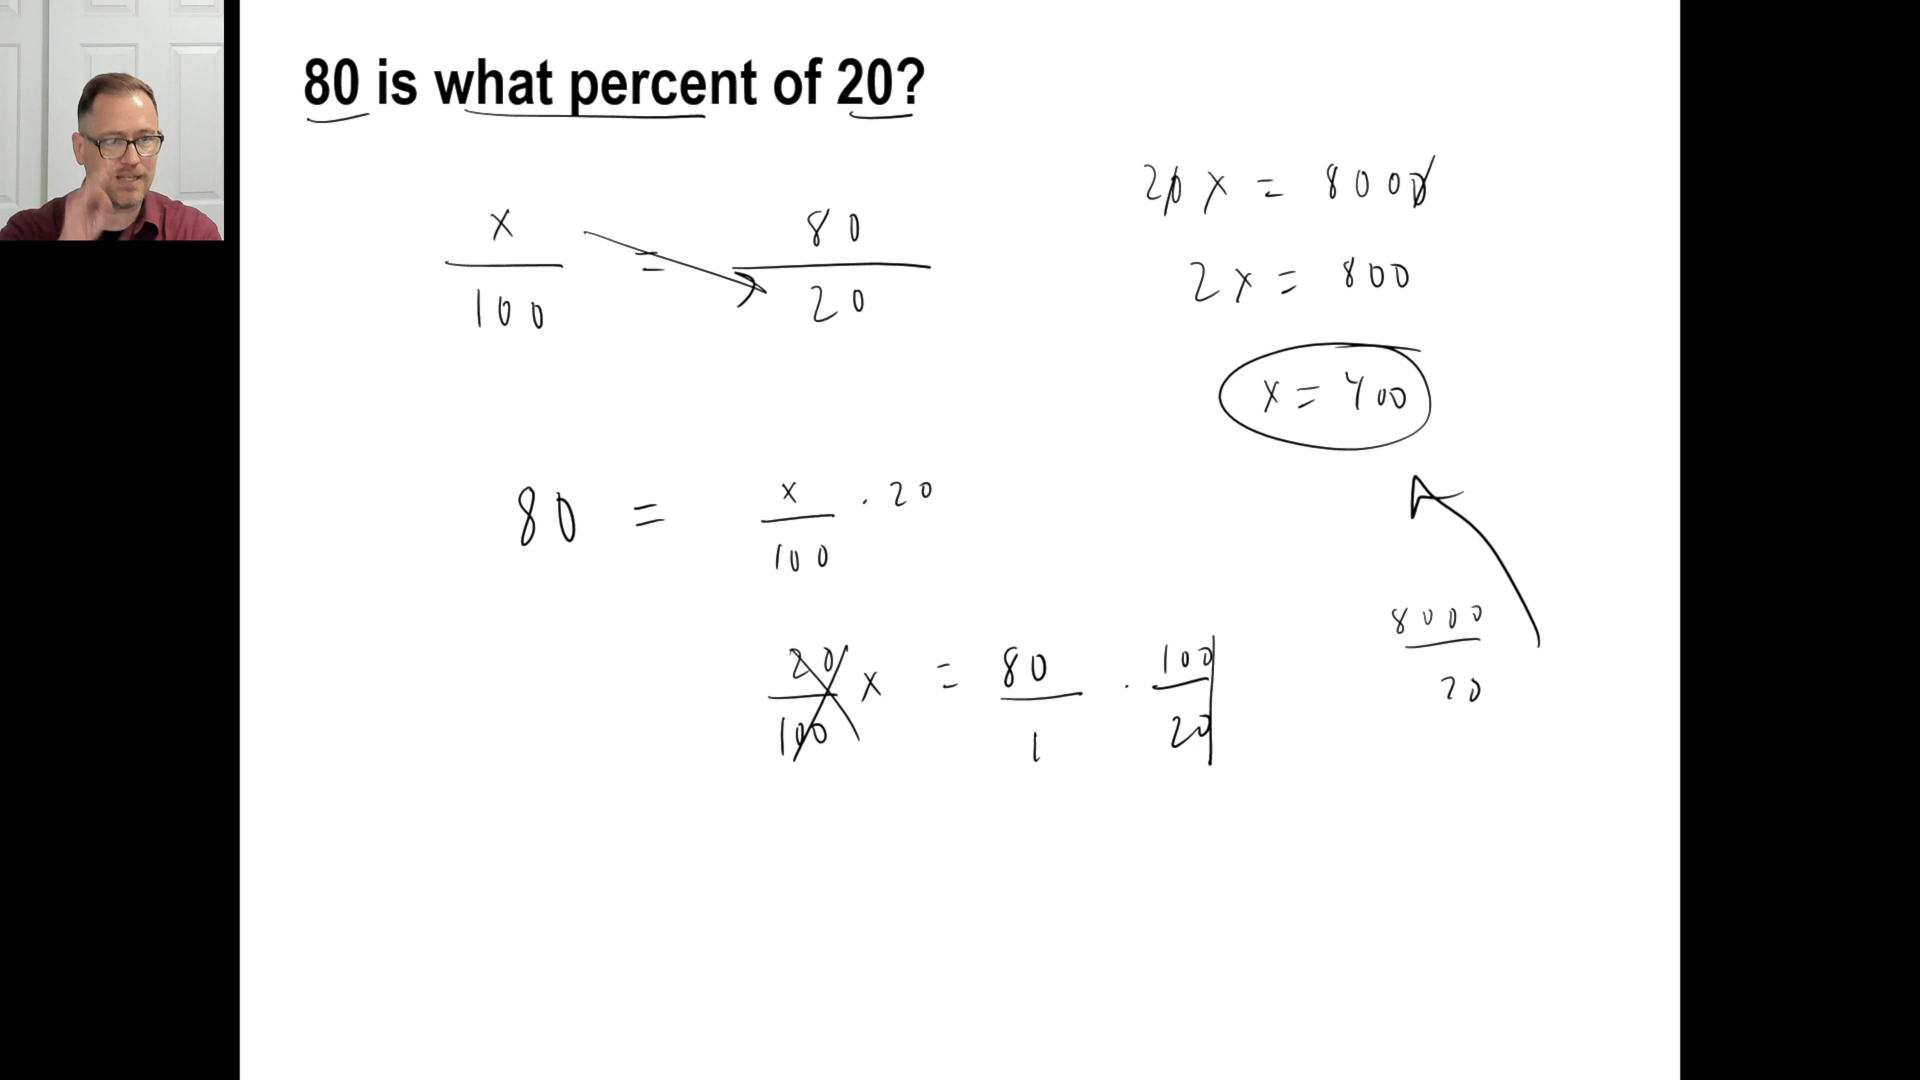 80 is what percent of 20?
x/100 = 80/20
20x = 8000
2x = 800
x = 400
80 = x/100 · 20
20/100 x = 80/1 · 100/20
8000/20